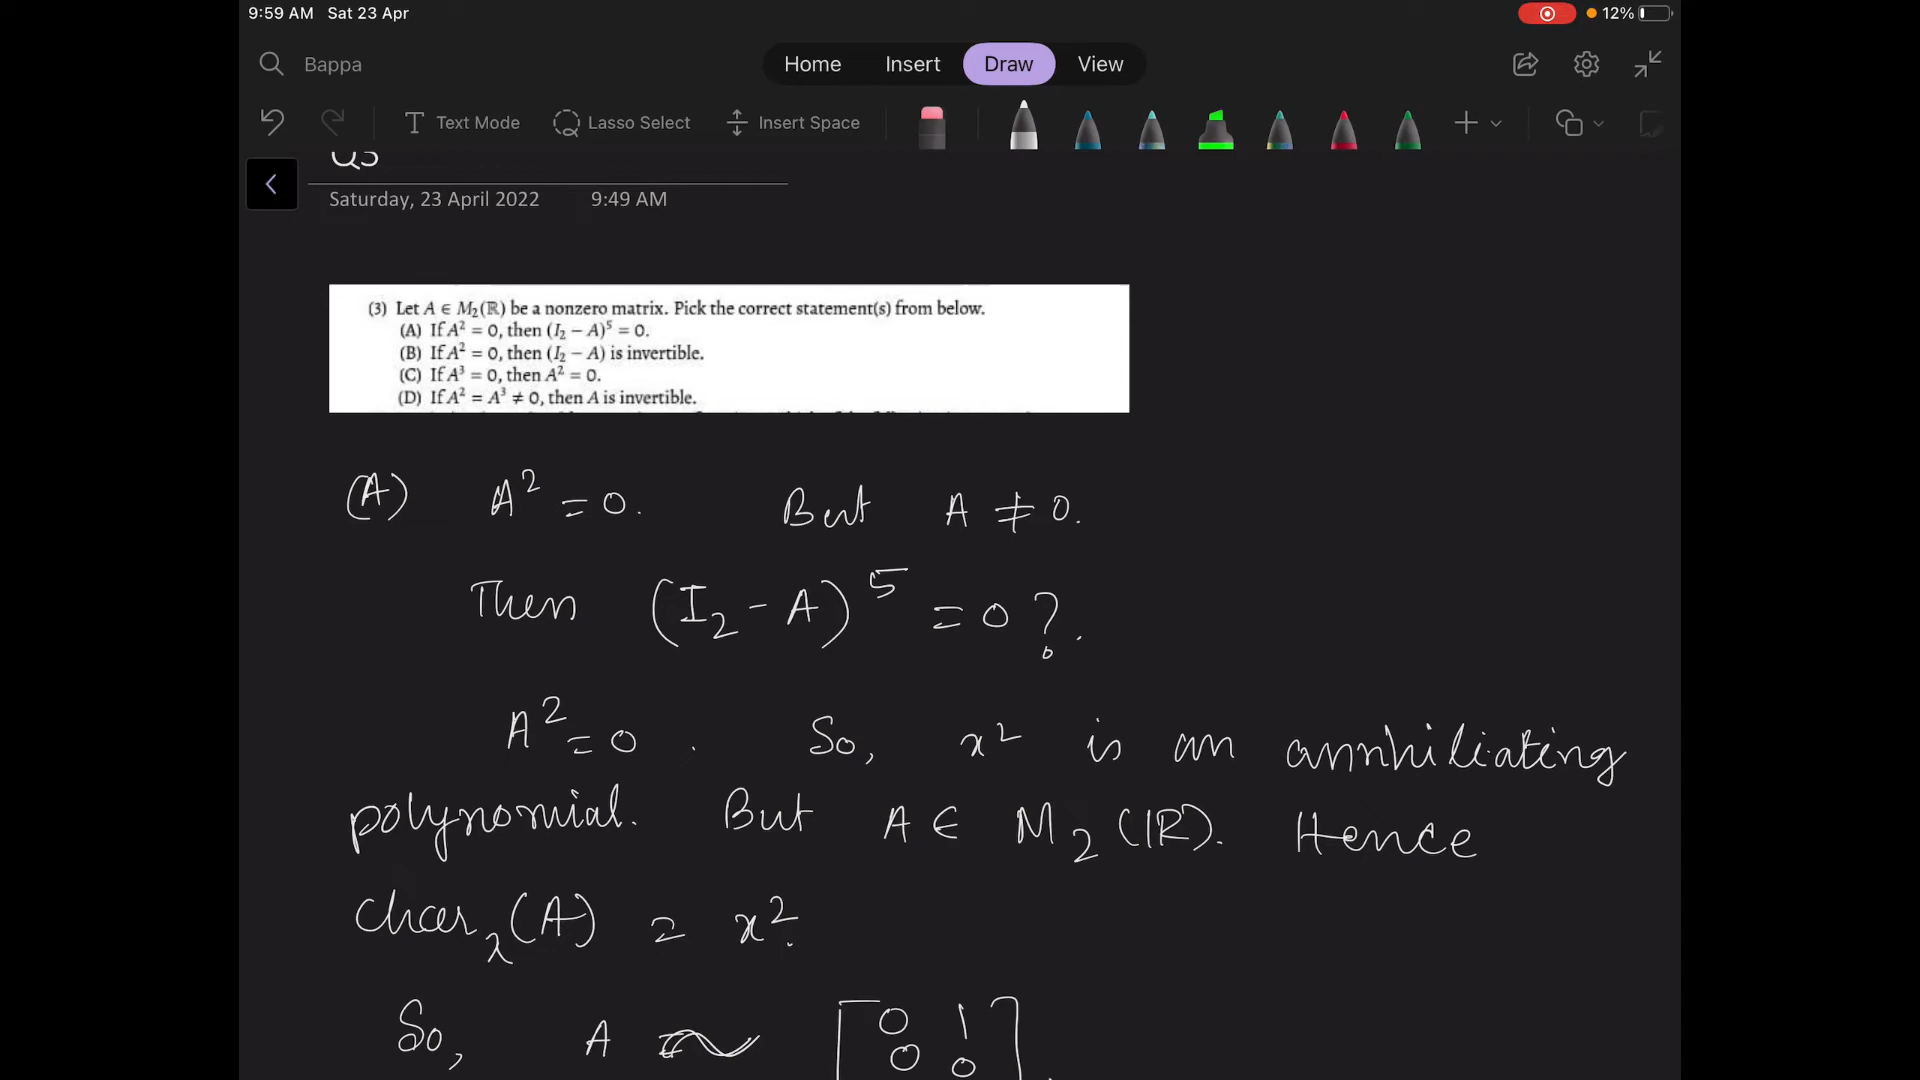 9:59 AM Sat 23 Apr 12%
Bappa Home Insert Draw View
Text Mode Lasso Select Insert Space
Q3
Saturday, 23 April 2022 9:49 AM
(3) Let A ∈ M₂(ℝ) be a nonzero matrix. Pick the correct statement(s) from below.
(A) If A² = 0, then (I₂ − A)⁵ = 0.
(B) If A² = 0, then (I₂ − A) is invertible.
(C) If A³ = 0, then A² = 0.
(D) If A² = A³ ≠ 0, then A is invertible.
(A) A² = 0. But A ≠ 0.
Then (I₂ - A)⁵ = 0 ?.
A² = 0 . So, x² is an annhiliating
polynomial. But A ∈ M₂(ℝ). Hence
Char_λ(A) = x².
So, A ~ [0 1
0 0].